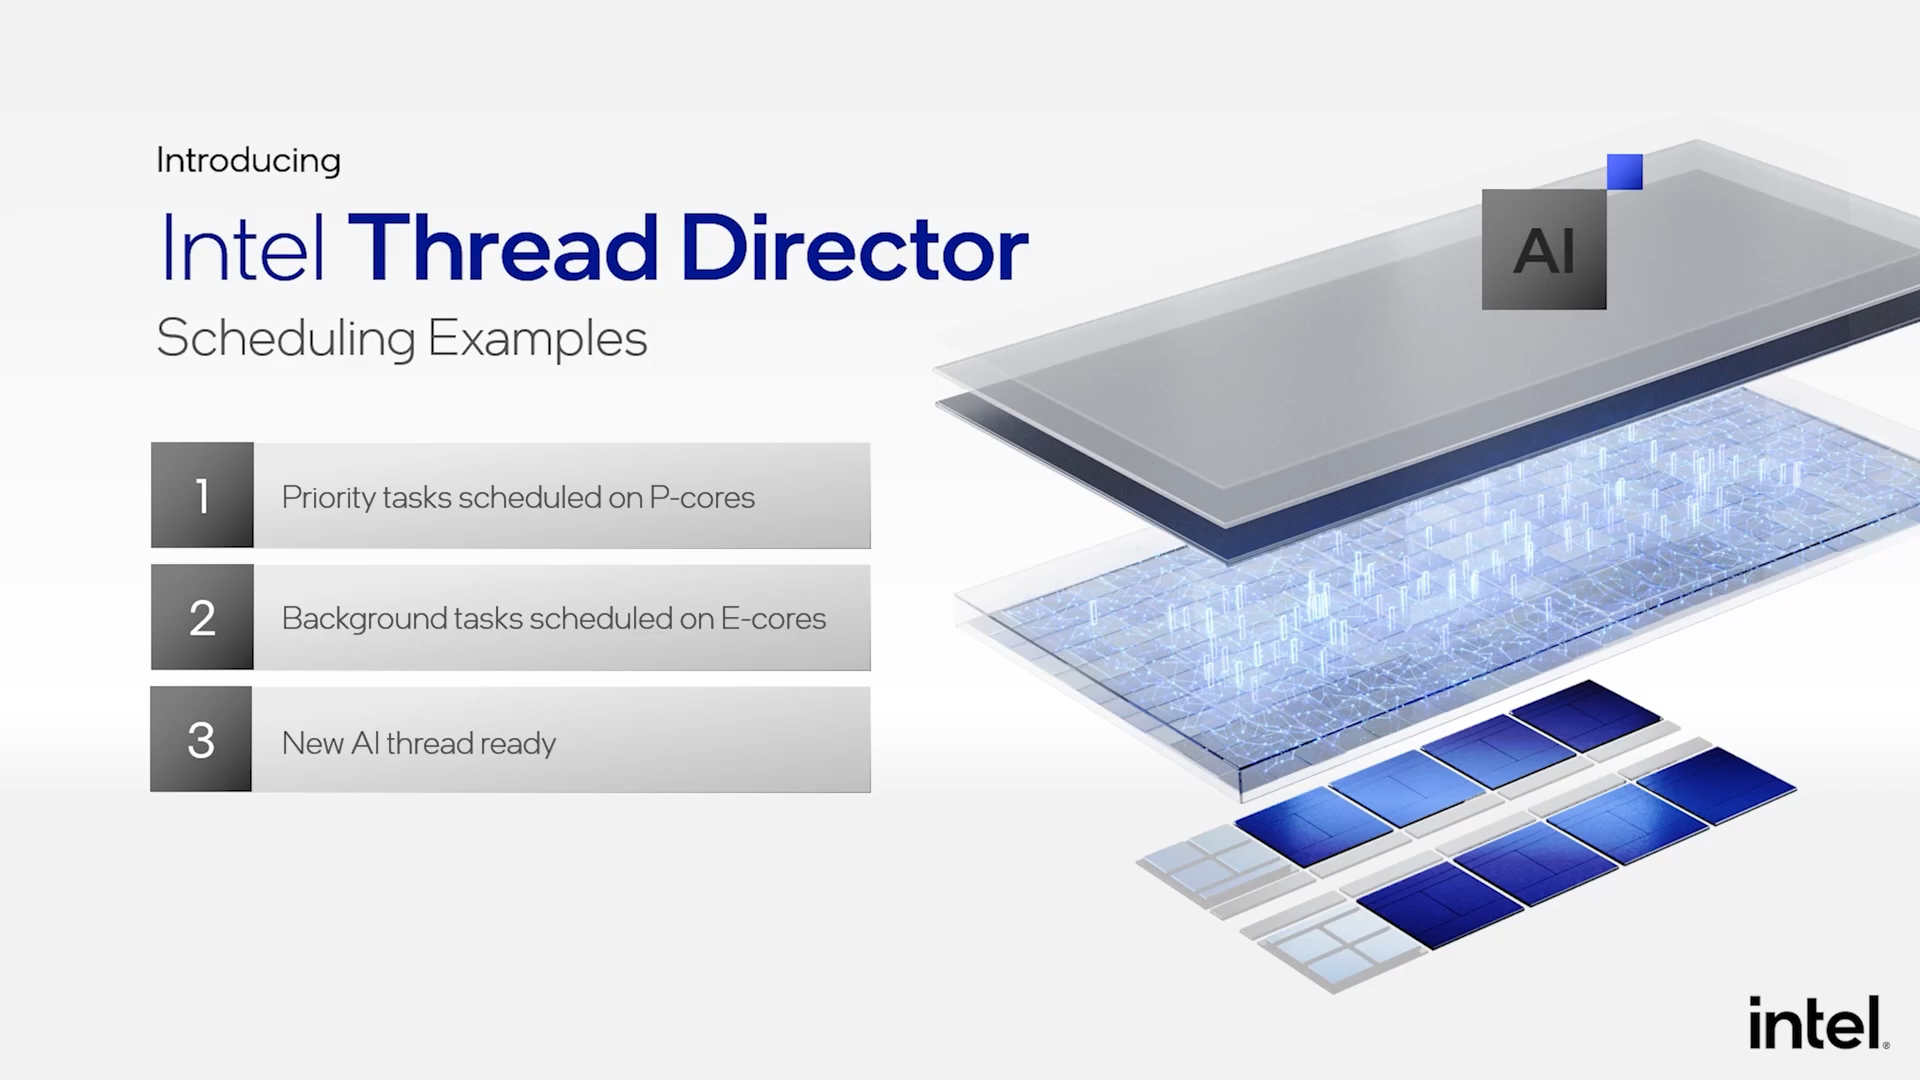 Introducing
Intel Thread Director
Scheduling Examples
1 Priority tasks scheduled on P-cores
2 Background tasks scheduled on E-cores
3 New AI thread ready
AI
intel®